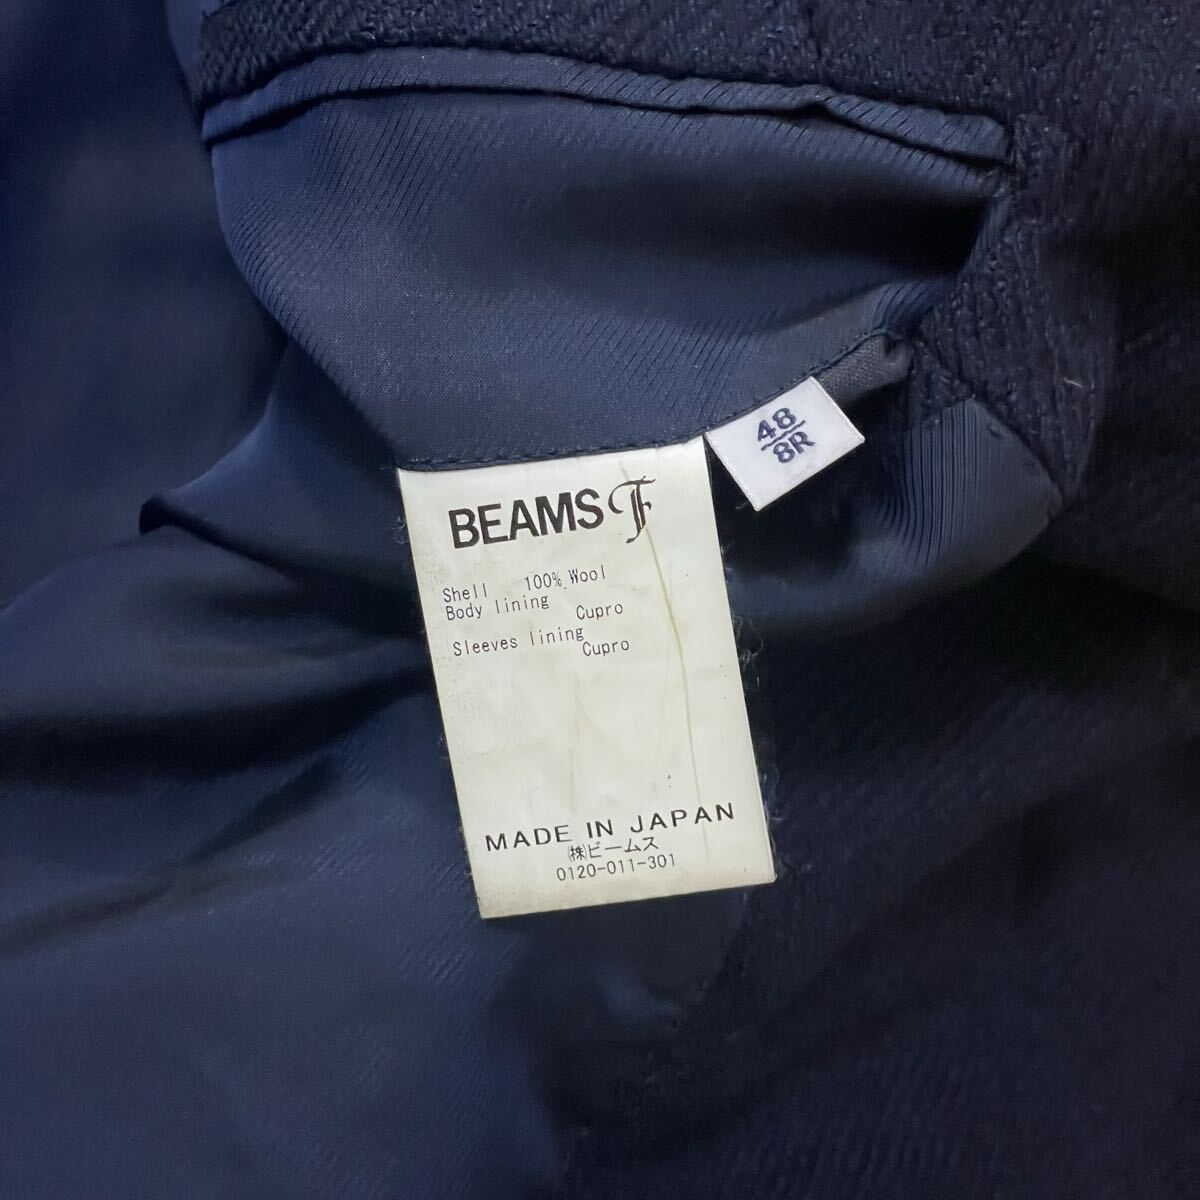 48
8R
BEAMS F
Shell 100% Wool
Body lining
Cupro
Sleeves lining
Cupro
MADE IN JAPAN
㈱ビームス
0120-011-301